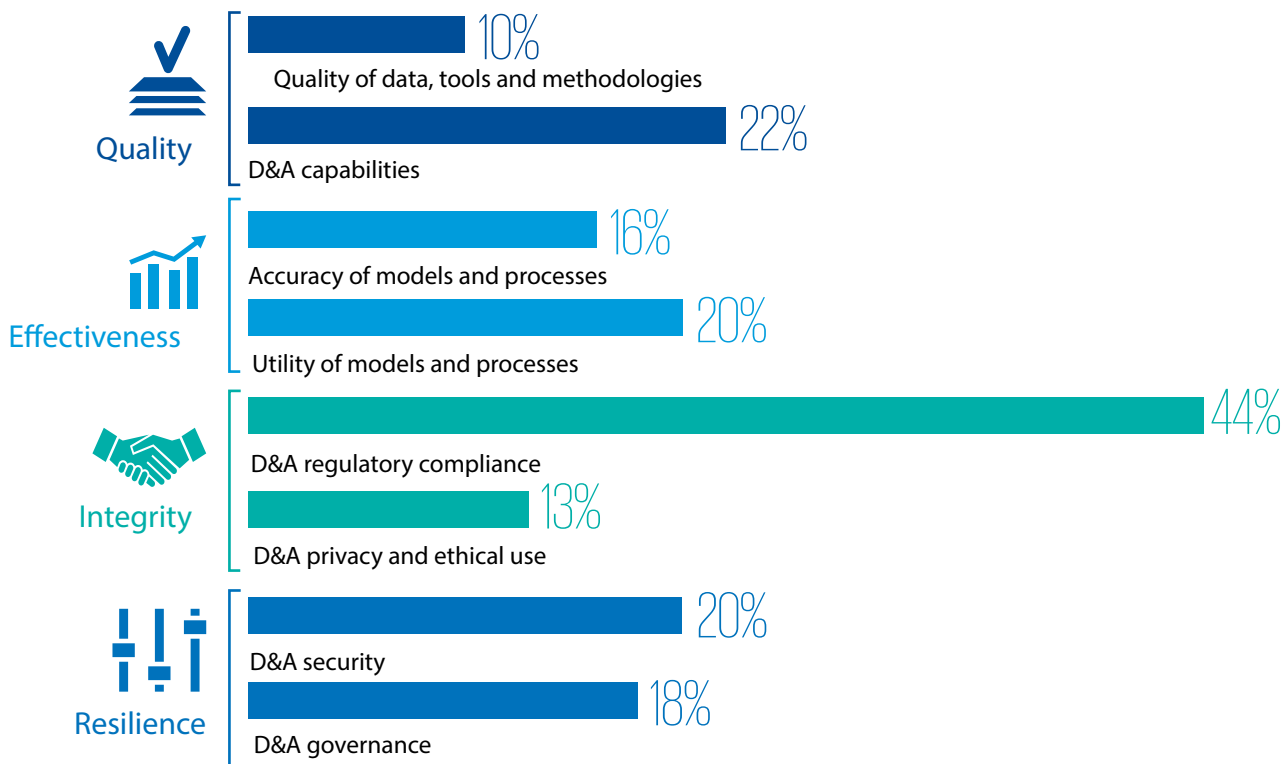 10%
Quality of data, tools and methodologies
22%
Quality
D&A capabilities
16%
Accuracy of models and processes
20%
Effectiveness
Utility of models and processes
44%
D&A regulatory compliance
13%
Integrity
D&A privacy and ethical use
20%
D&A security
18%
Resilience
D&A governance